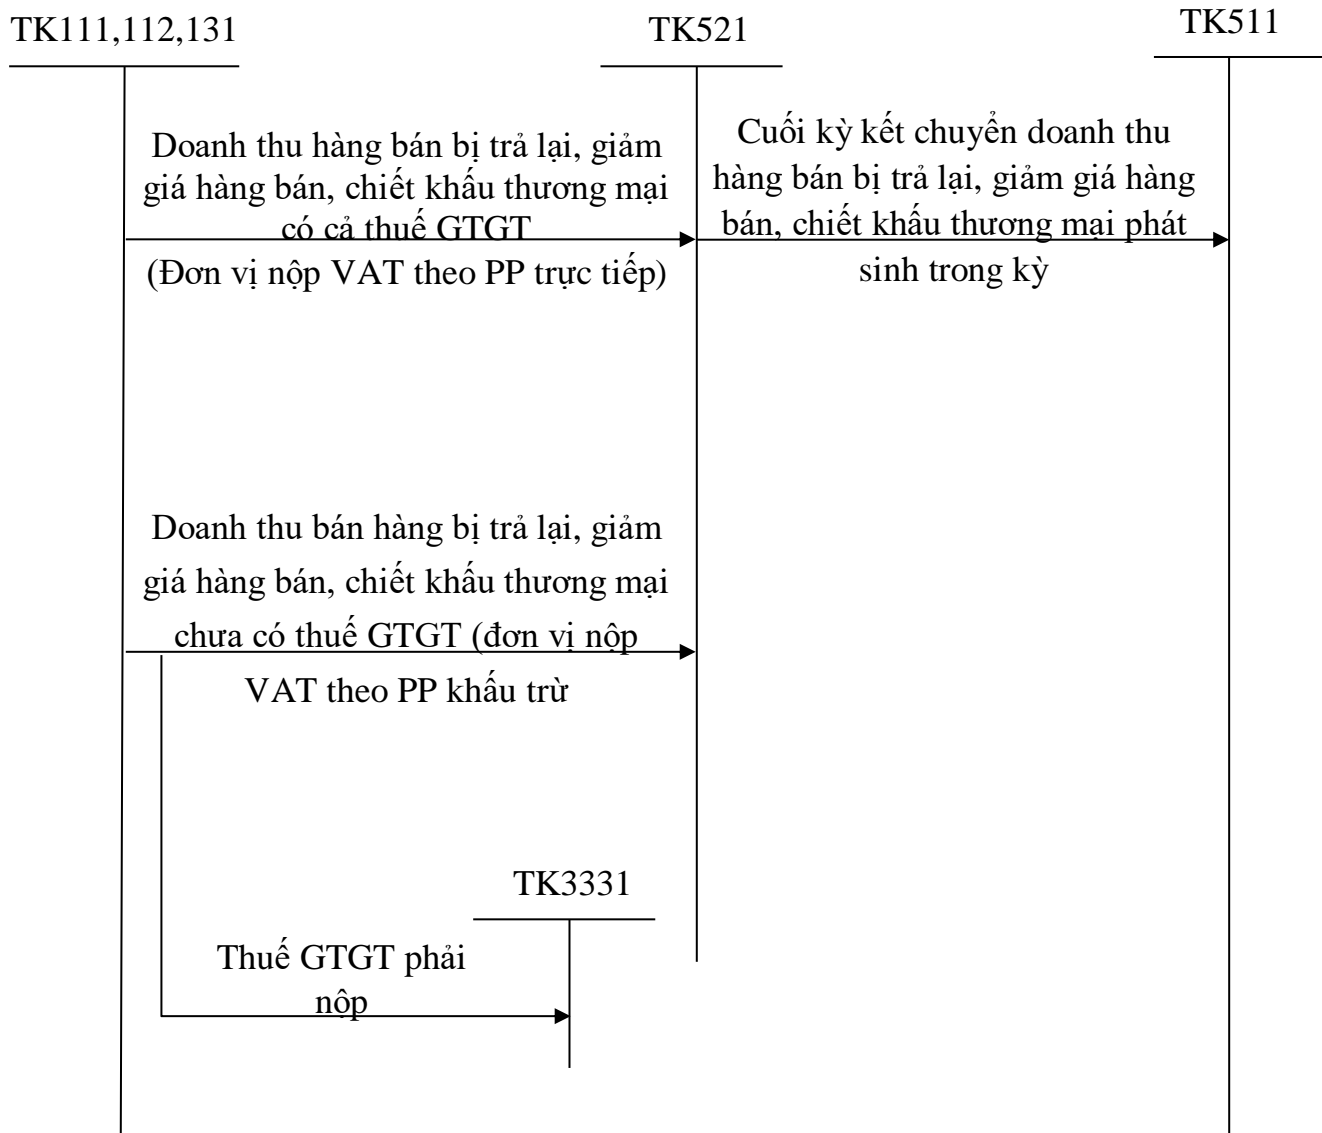 TK111,112,131
TK521
TK511
Doanh thu hàng bán bị trả lại, giảm
giá hàng bán, chiết khấu thương mại
có cả thuế GTGT
(Đơn vị nộp VAT theo PP trực tiếp)
Cuối kỳ kết chuyển doanh thu
hàng bán bị trả lại, giảm giá hàng
bán, chiết khấu thương mại phát
sinh trong kỳ
Doanh thu bán hàng bị trả lại, giảm
giá hàng bán, chiết khấu thương mại
chưa có thuế GTGT (đơn vị nộp
VAT theo PP khấu trừ
TK3331
Thuế GTGT phải
nộp